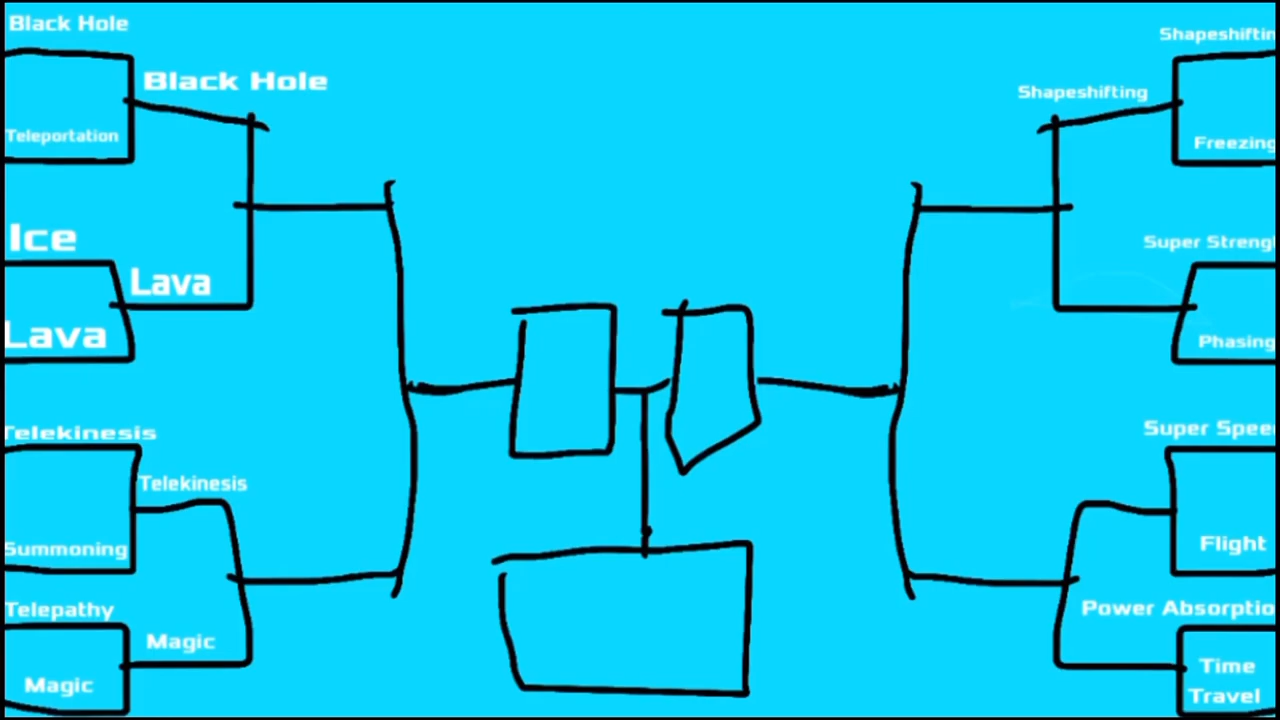 Black Hole
Black Hole
Teleportation
Ice
Lava
Lava
Telekinesis
Telekinesis
Summoning
Telepathy
Magic
Magic
Shapeshiftin
Shapeshifting
Freezing
Super Streng
Phasing
Super Spee
Flight
Power Absorptio
Time
Travel